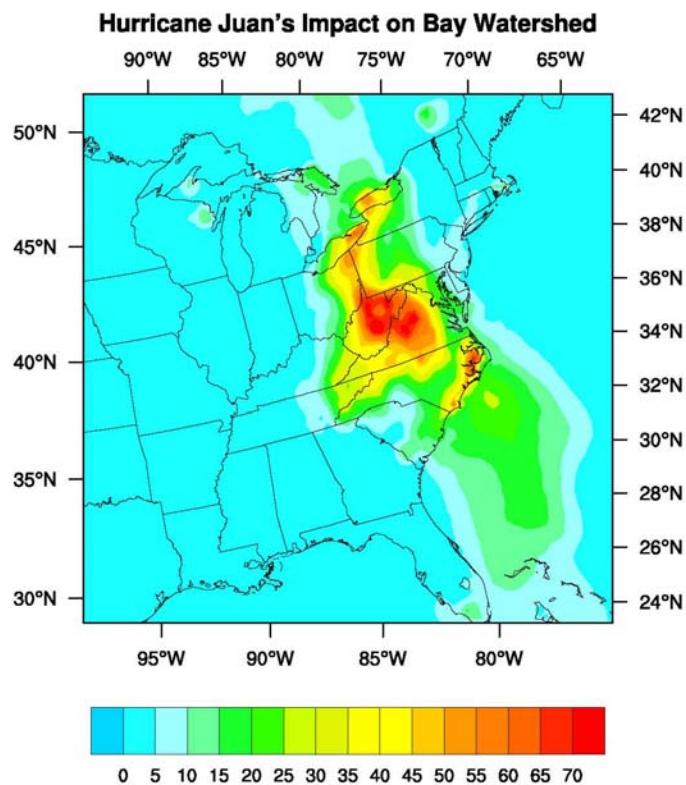 Hurricane Juan's Impact on Bay Watershed
90°W 85°W 80°W 75°W 70°W 65°W
50°N 42°N
40°N
38°N
45°N
36°N
34°N
40°N
32°N
30°N
35°N
28°N
26°N
30°N 24°N
95°W 90°W 85°W 80°W
0 5 10 15 20 25 30 35 40 45 50 55 60 65 70